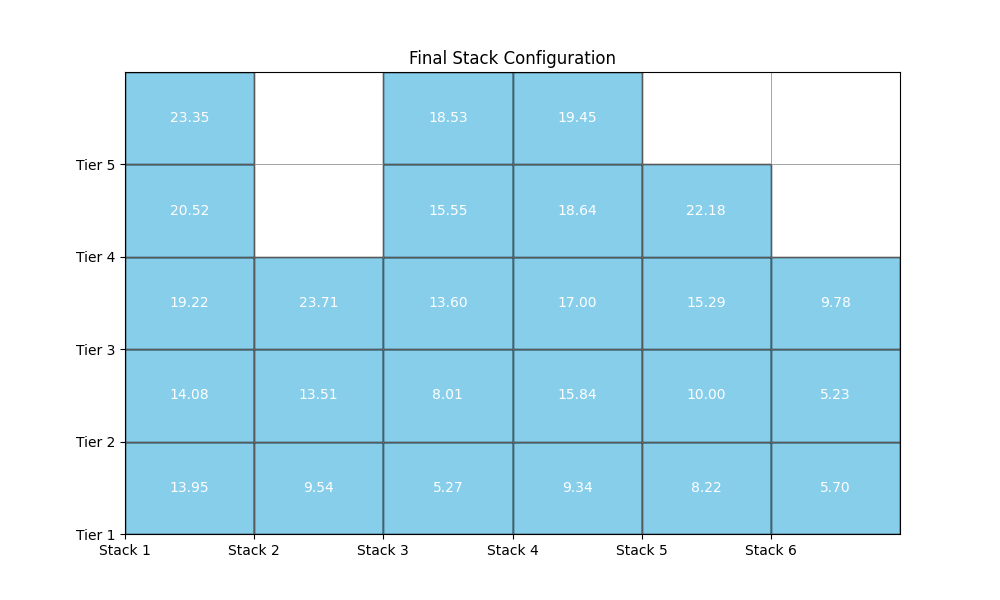 Final Stack Configuration
23.35 18.53 19.45
Tier 5
20.52 15.55 18.64 22.18
Tier 4
19.22 23.71 13.60 17.00 15.29 9.78
Tier 3
14.08 13.51 8.01 15.84 10.00 5.23
Tier 2
13.95 9.54 5.27 9.34 8.22 5.70
Tier 1
Stack 1 Stack 2 Stack 3 Stack 4 Stack 5 Stack 6